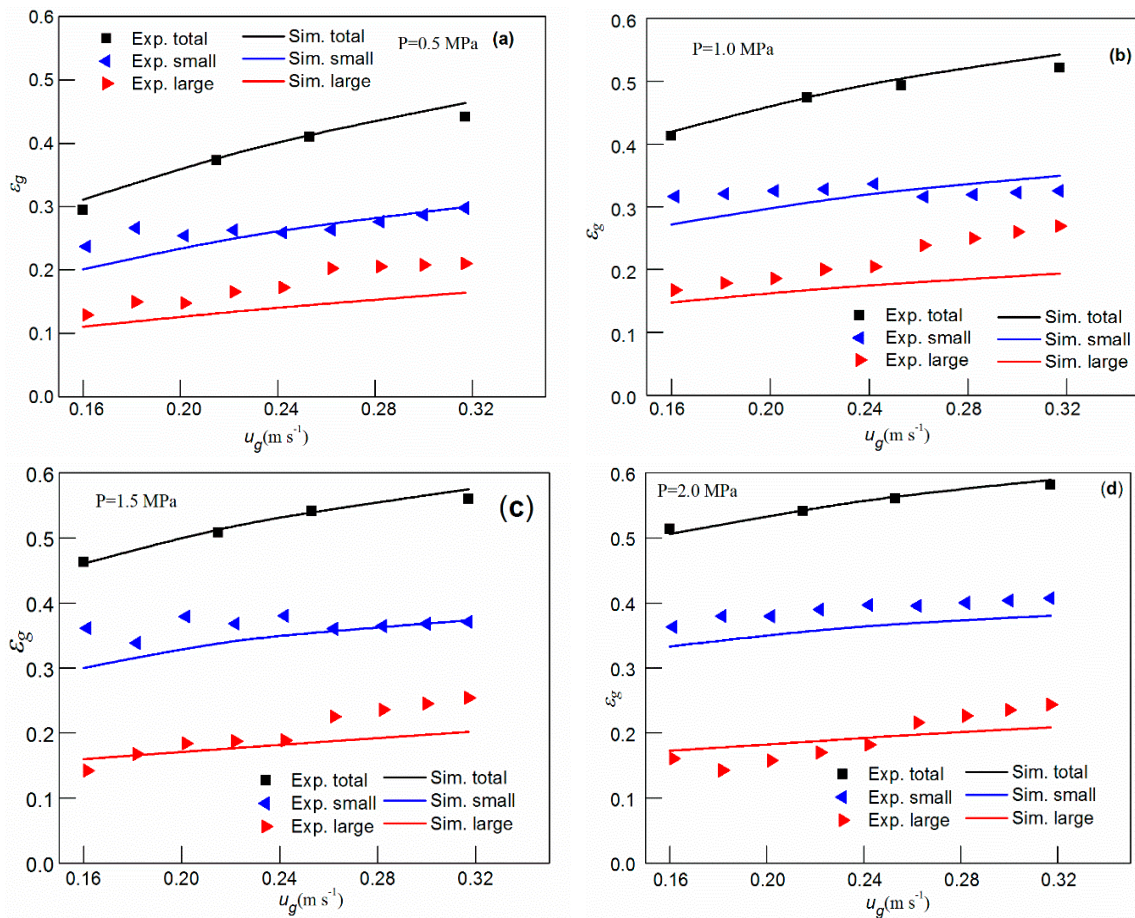 0.6
0.5
0.4
0.3
0.2
0.1
0.0
εg
Exp. total
Exp. small
Exp. large
Sim. total
Sim. small
Sim. large
P=0.5 MPa
(a)
0.16 0.20 0.24 0.28 0.32
ug(m s-1)
0.6
0.5
0.4
0.3
0.2
0.1
0.0
εg
P=1.0 MPa
(b)
Exp. total
Exp. small
Exp. large
Sim. total
Sim. small
Sim. large
0.16 0.20 0.24 0.28 0.32
ug(m s-1)
0.6
0.5
0.4
0.3
0.2
0.1
0.0
εg
P=1.5 MPa
(c)
Exp. total
Exp. small
Exp. large
Sim. total
Sim. small
Sim. large
0.16 0.20 0.24 0.28 0.32
ug(m s-1)
0.6
0.5
0.4
0.3
0.2
0.1
0.0
εg
P=2.0 MPa
(d)
Exp. total
Exp. small
Exp. large
Sim. total
Sim. small
Sim. large
0.16 0.20 0.24 0.28 0.32
ug(m s-1)